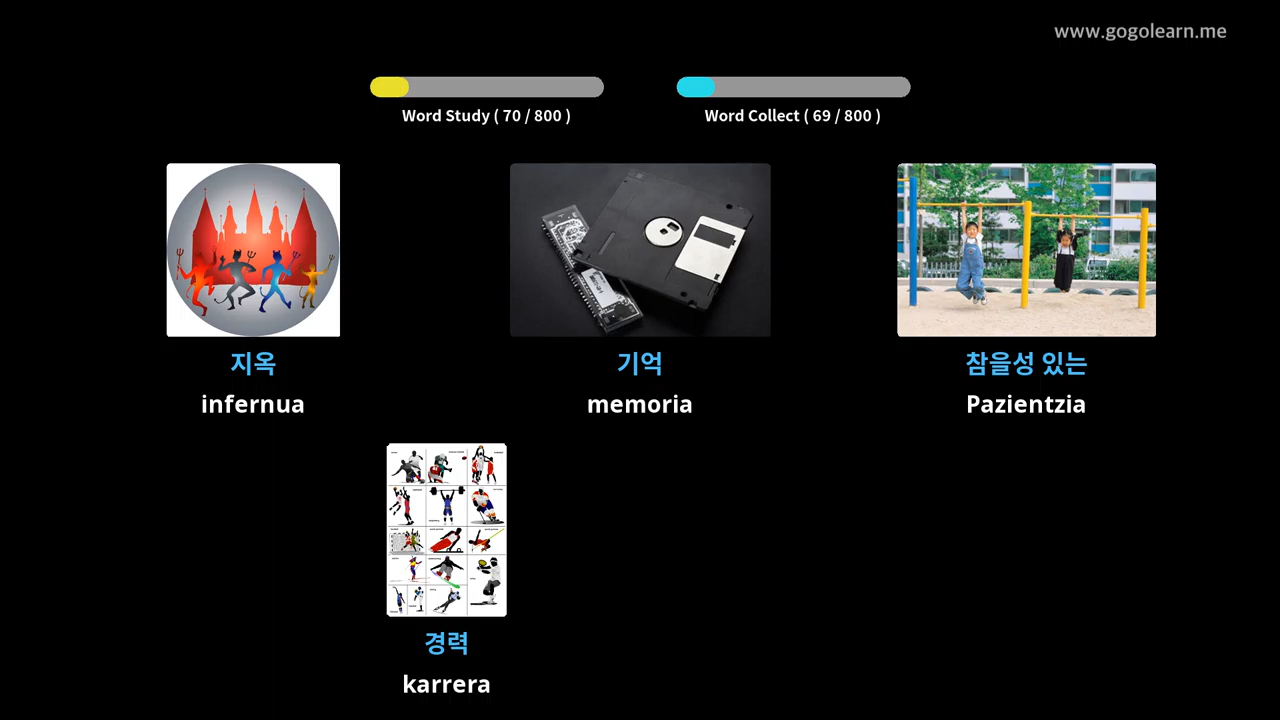 www.gogolearn.me
Word Study ( 70 / 800 )
Word Collect ( 69 / 800 )
지옥
기억
참을성 있는
infernua
memoria
Pazientzia
경력
karrera